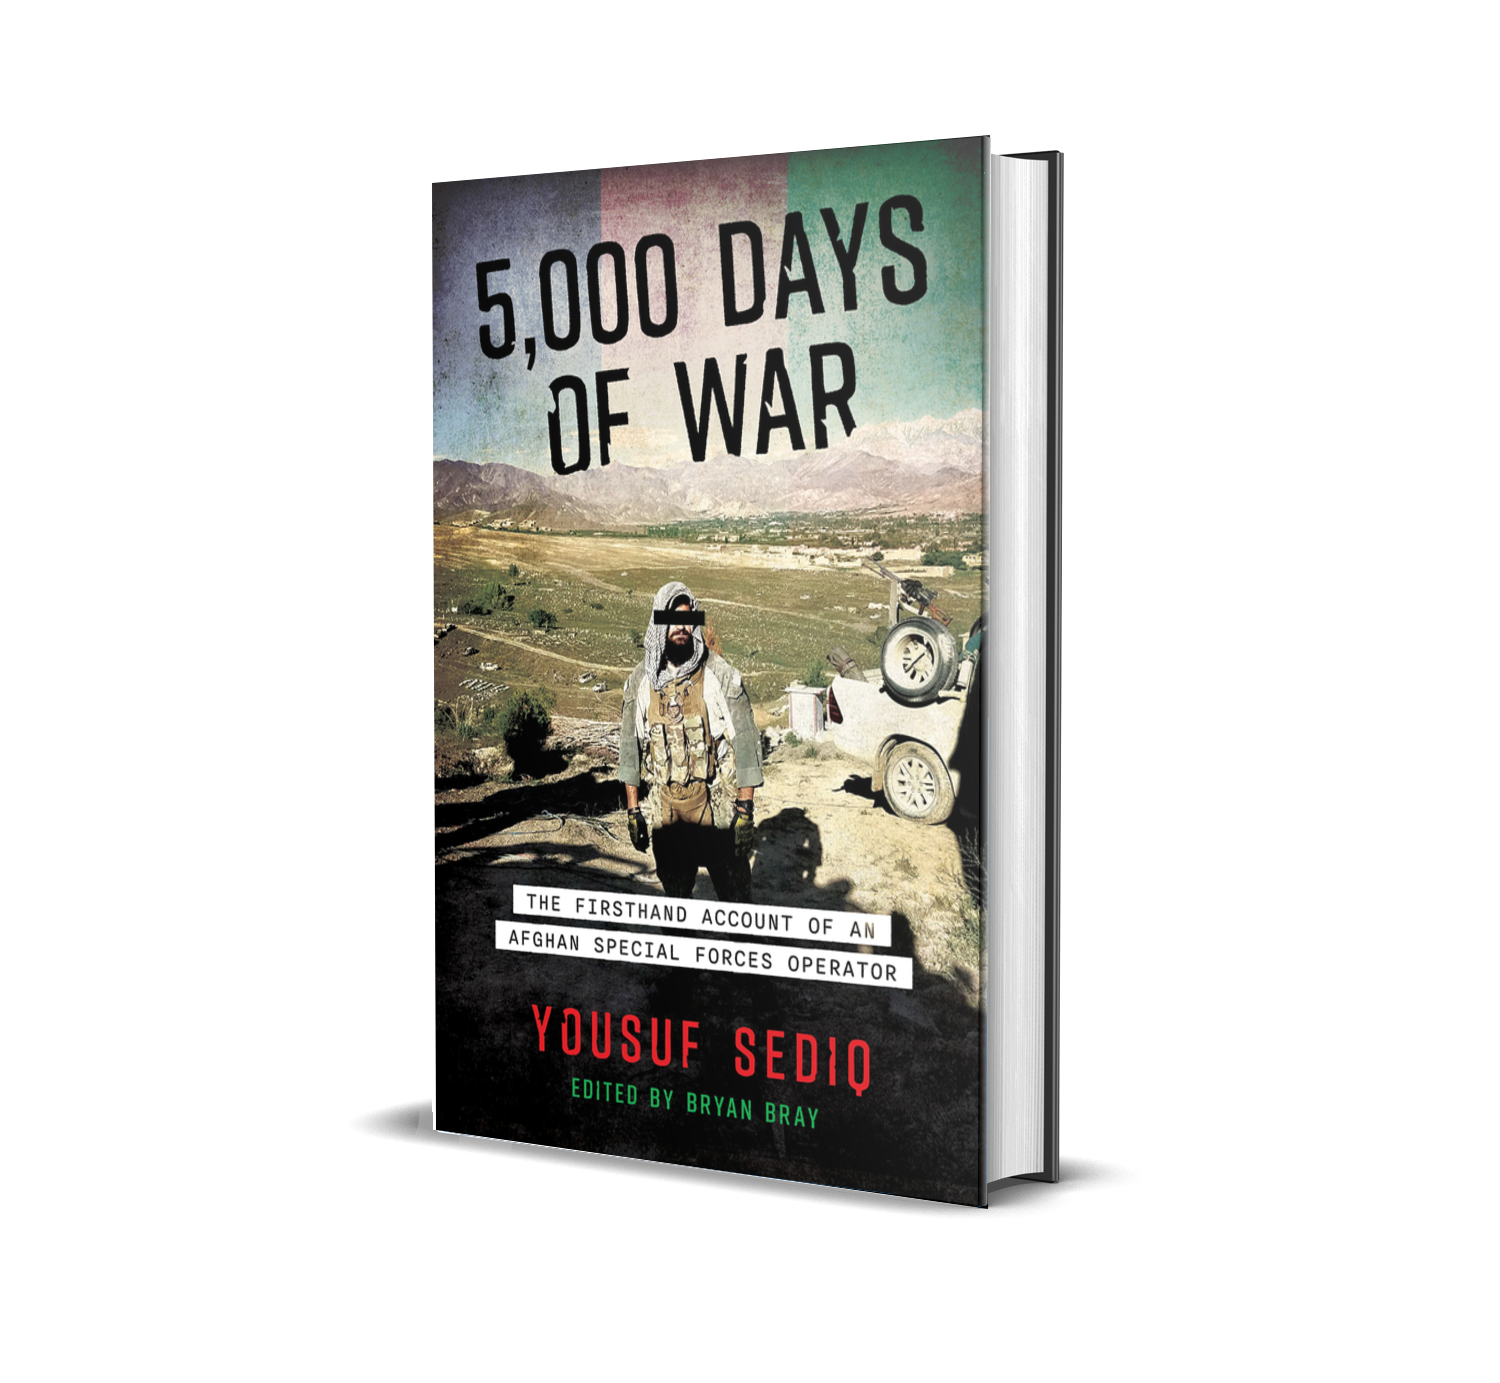 5,000 DAYS
OF WAR
THE FIRSTHAND ACCOUNT OF AN
AFGHAN SPECIAL FORCES OPERATOR
YOUSUF SEDIQ
EDITED BY BRYAN BRAY